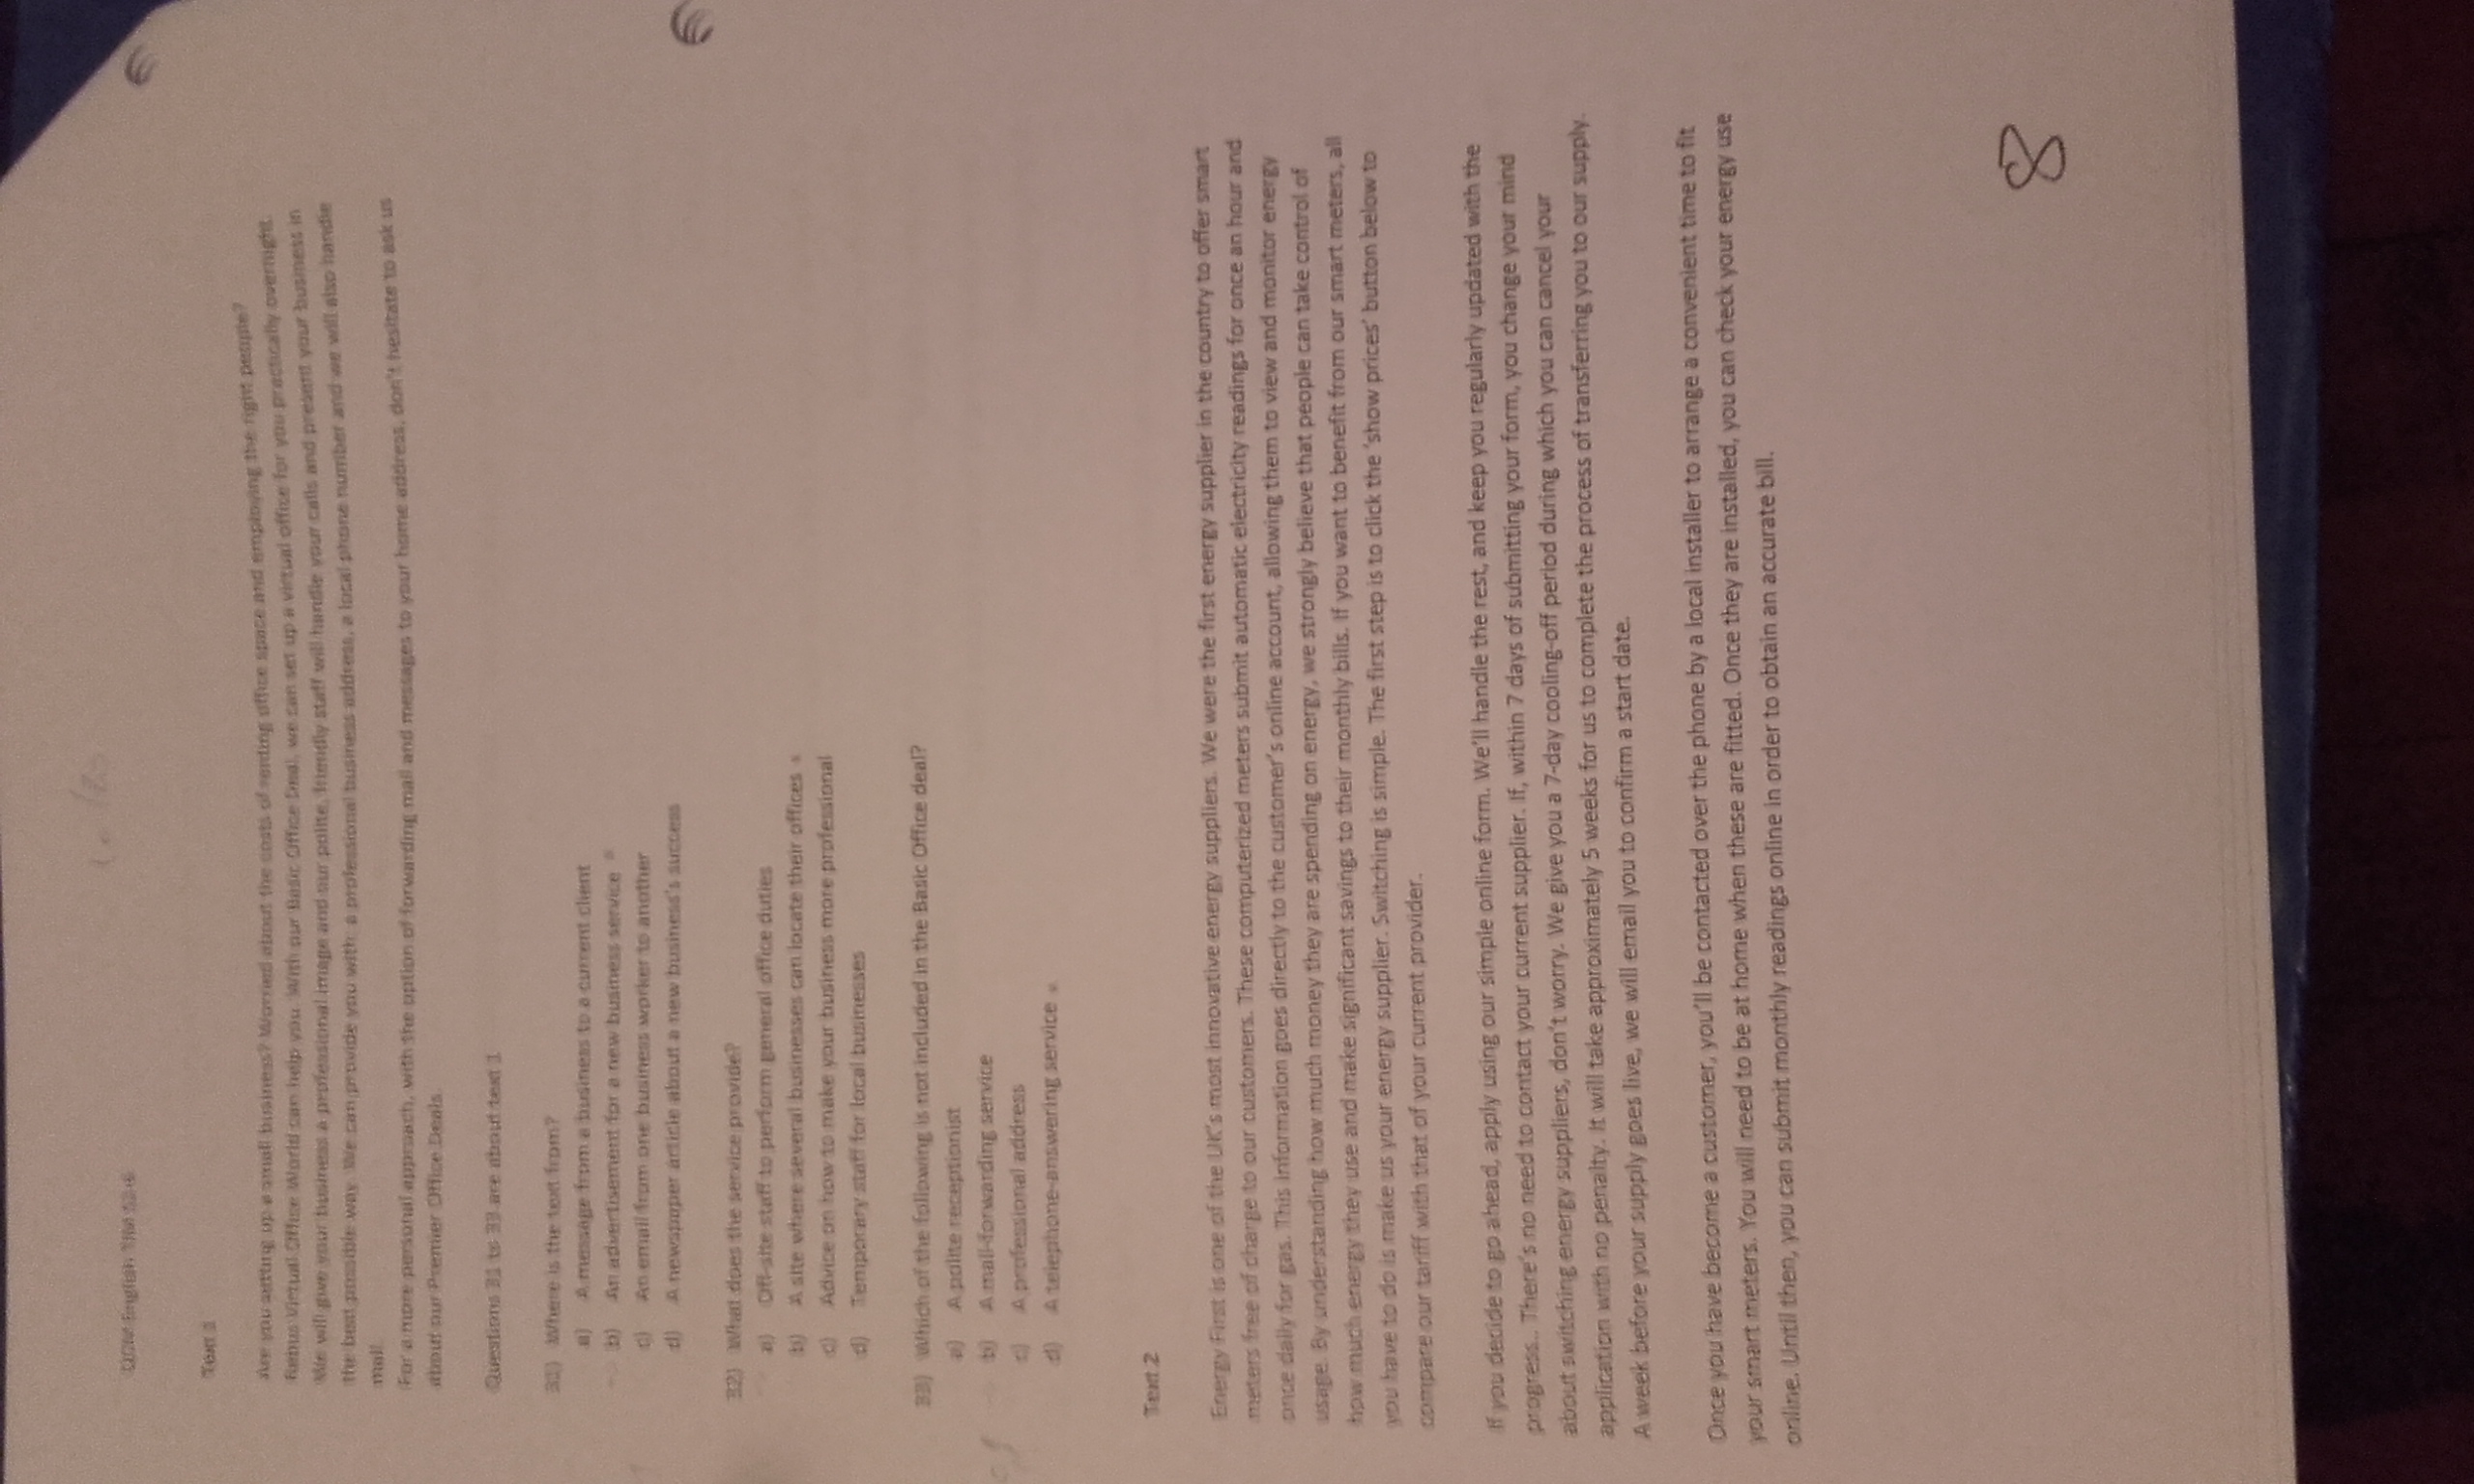 Text 1
Are you setting up a small business? Worried about the costs of renting office space and employing the right people?
Rebus Virtual Office World can help you. With our Basic Office Deal, we can set up a virtual office for you practically overnight.
We will give your business a professional image and our polite, friendly staff will handle your calls and present your business in
the best possible way. We can provide you with a professional business address, a local phone number and we will also handle
mail.
For a more personal approach, with the option of forwarding mail and messages to your home address, don't hesitate to ask us
about our Premier Office Deals.
Questions 31 to 33 are about text 1
31) Where is the text from?
a) A message from a business to a current client
b) An advertisement for a new business service
c) An email from one business worker to another
d) A newspaper article about a new business's success
32) What does the service provide?
a) Off-site staff to perform general office duties
b) A site where several businesses can locate their offices
c) Advice on how to make your business more professional
d) Temporary staff for local businesses
33) Which of the following is not included in the Basic Office deal?
a) A polite receptionist
b) A mail-forwarding service
c) A professional address
d) A telephone-answering service
Text 2
Energy First is one of the UK's most innovative energy suppliers. We were the first energy supplier in the country to offer smart
meters free of charge to our customers. These computerized meters submit automatic electricity readings for once an hour and
once daily for gas. This information goes directly to the customer's online account, allowing them to view and monitor energy
usage. By understanding how much money they are spending on energy, we strongly believe that people can take control of
how much energy they use and make significant savings to their monthly bills. If you want to benefit from our smart meters, all
you have to do is make us your energy supplier. Switching is simple. The first step is to click the 'show prices' button below to
compare our tariff with that of your current provider.
If you decide to go ahead, apply using our simple online form. We'll handle the rest, and keep you regularly updated with the
progress.. There's no need to contact your current supplier. If, within 7 days of submitting your form, you change your mind
about switching energy suppliers, don't worry. We give you a 7-day cooling-off period during which you can cancel your
application with no penalty. It will take approximately 5 weeks for us to complete the process of transferring you to our supply.
A week before your supply goes live, we will email you to confirm a start date.
Once you have become a customer, you'll be contacted over the phone by a local installer to arrange a convenient time to fit
your smart meters. You will need to be at home when these are fitted. Once they are installed, you can check your energy use
online. Until then, you can submit monthly readings online in order to obtain an accurate bill.
8